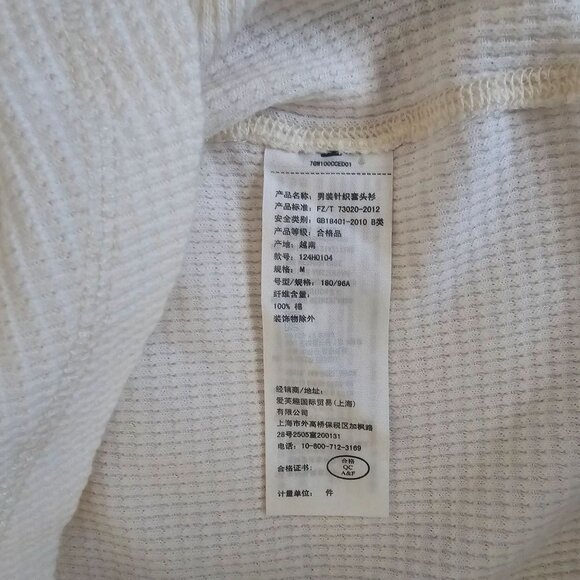 70W100CCED01
产品名称: 男装针织套头衫
产品标准: FZ/T 73020-2012
安全类别: GB18401-2010 B类
产品等级: 合格品
产地: 越南
款号: 124H0104
规格: M
号型/规格: 180/96A
纤维含量:
100% 棉
装饰物除外
经销商/地址:
爱芙趣国际贸易(上海)
有限公司
上海市外高桥保税区加枫路
28号2505室200131
电话: 10-800-712-3169
合格证书: 合格
QC
A&F
计量单位: 件